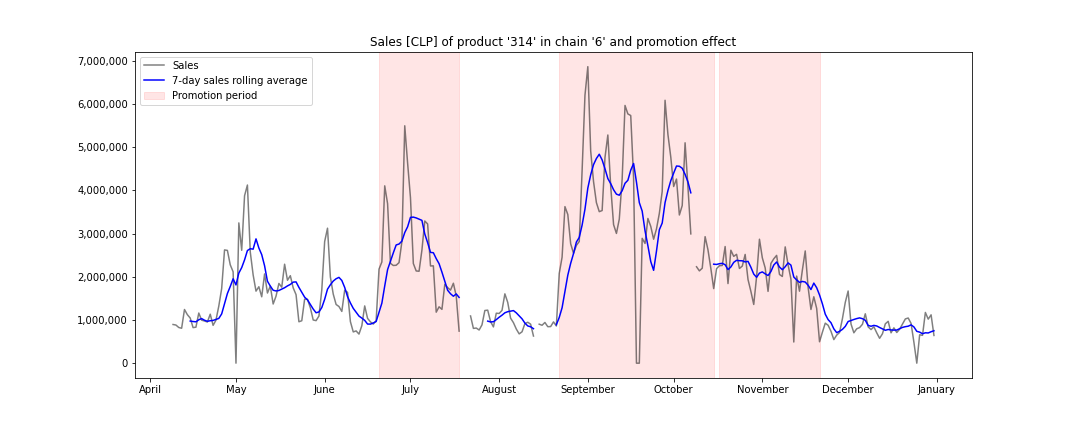 Sales [CLP] of product '314' in chain '6' and promotion effect
Sales
7-day sales rolling average
Promotion period
7,000,000
6,000,000
5,000,000
4,000,000
3,000,000
2,000,000
1,000,000
0
April May June July August September October November December January